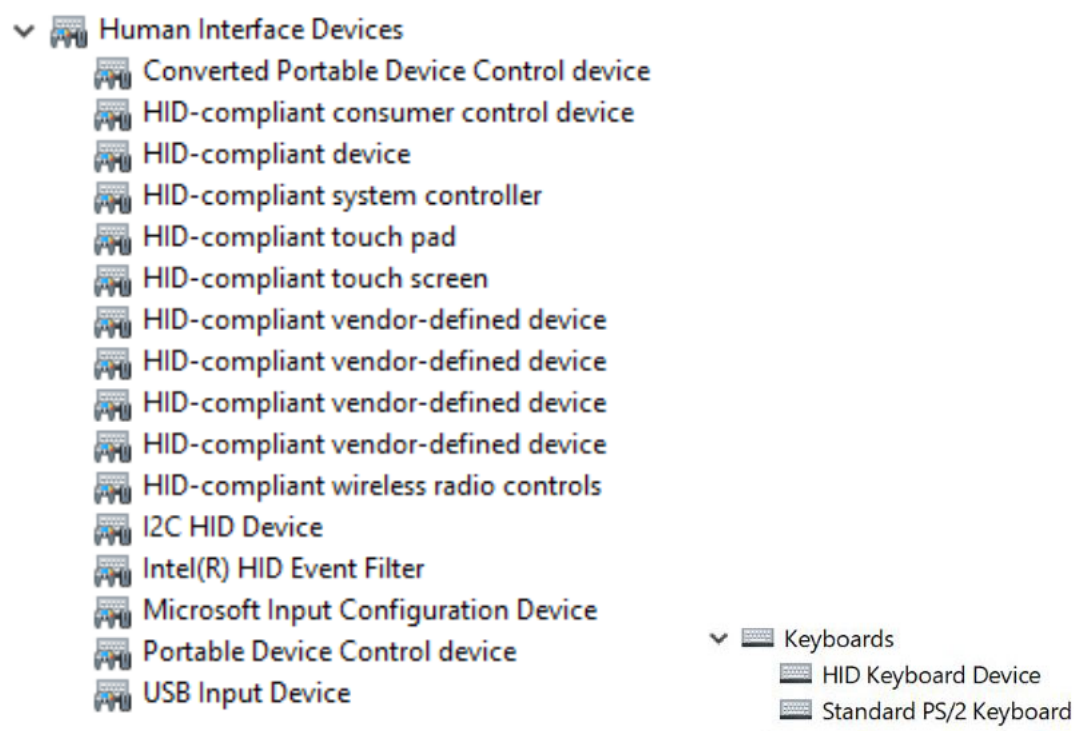 Human Interface Devices
Converted Portable Device Control device
HID-compliant consumer control device
HID-compliant device
HID-compliant system controller
HID-compliant touch pad
HID-compliant touch screen
HID-compliant vendor-defined device
HID-compliant vendor-defined device
HID-compliant vendor-defined device
HID-compliant vendor-defined device
HID-compliant wireless radio controls
I2C HID Device
Intel(R) HID Event Filter
Microsoft Input Configuration Device
Portable Device Control device
USB Input Device
Keyboards
HID Keyboard Device
Standard PS/2 Keyboard